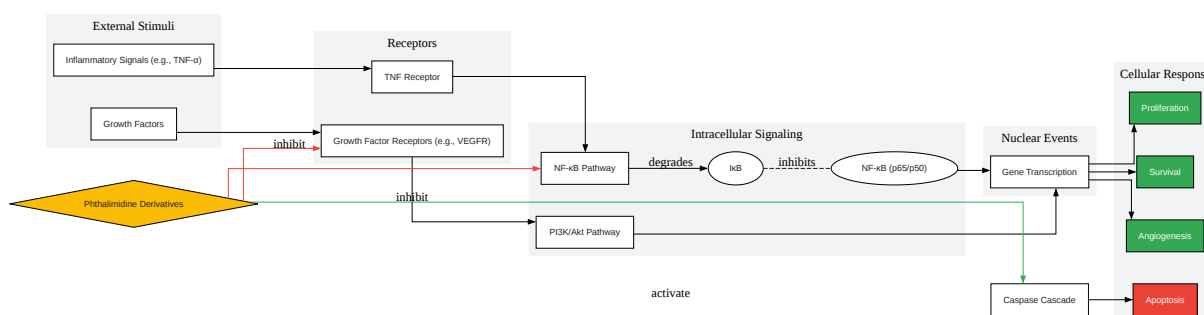 External Stimuli
Inflammatory Signals (e.g., TNF-α)
Growth Factors
Receptors
TNF Receptor
Growth Factor Receptors (e.g., VEGFR)
inhibit
Phthalimidine Derivatives
inhibit
Intracellular Signaling
NF-κB Pathway
degrades
IκB
inhibits
NF-κB (p65/p50)
PI3K/Akt Pathway
Nuclear Events
Gene Transcription
activate
Caspase Cascade
Cellular Respon
Proliferation
Survival
Angiogenesis
Apoptosis